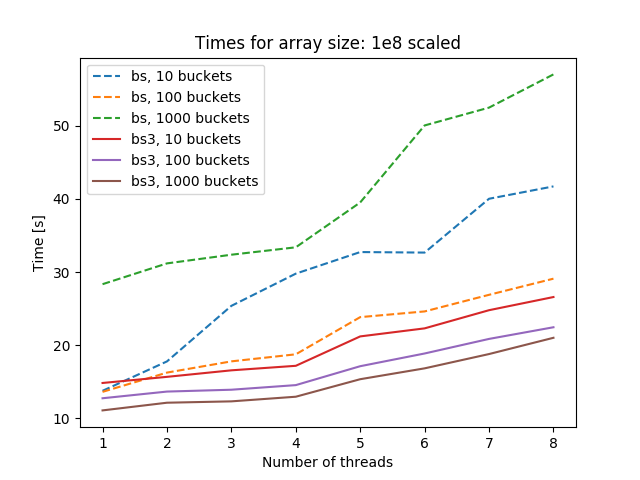 Times for array size: 1e8 scaled
bs, 10 buckets
bs, 100 buckets
bs, 1000 buckets
bs3, 10 buckets
bs3, 100 buckets
bs3, 1000 buckets
Time [s]
50
40
30
20
10
1 2 3 4 5 6 7 8
Number of threads